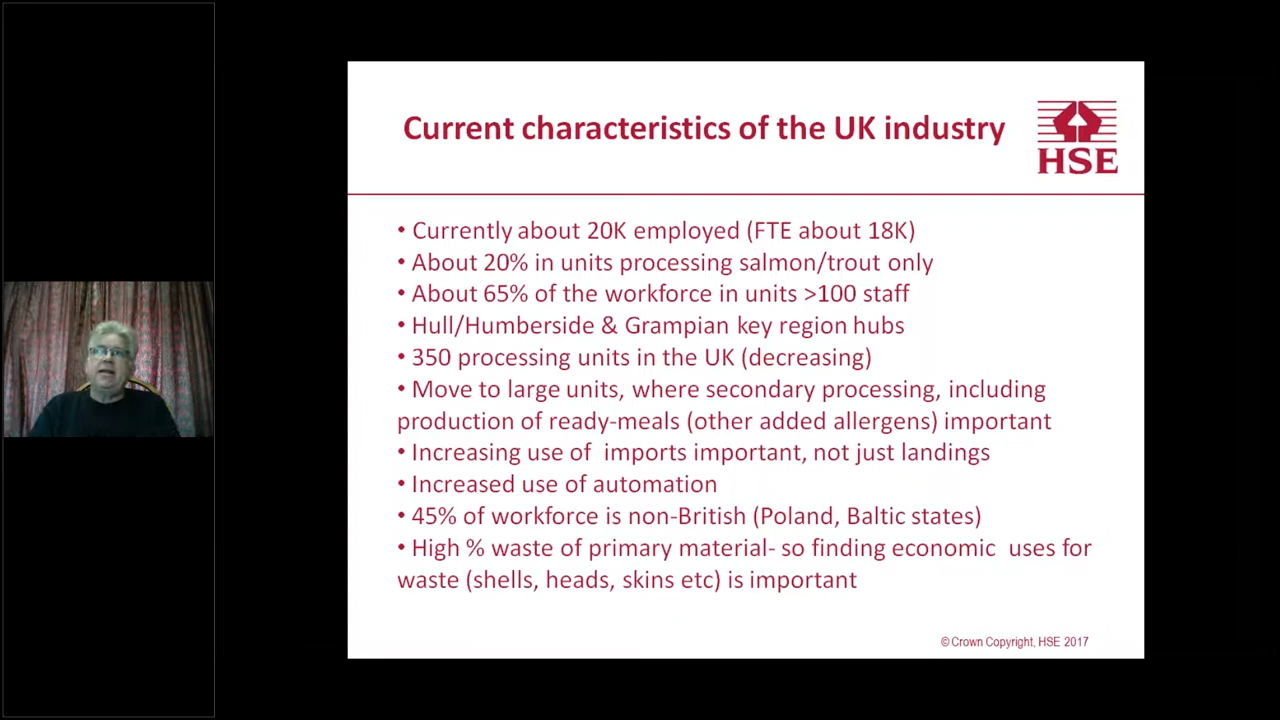 Current characteristics of the UK industry
HSE
• Currently about 20K employed (FTE about 18K)
• About 20% in units processing salmon/trout only
• About 65% of the workforce in units >100 staff
• Hull/Humberside & Grampian key region hubs
• 350 processing units in the UK (decreasing)
• Move to large units, where secondary processing, including
production of ready-meals (other added allergens) important
• Increasing use of  imports important, not just landings
• Increased use of automation
• 45% of workforce is non-British (Poland, Baltic states)
• High % waste of primary material- so finding economic  uses for
waste (shells, heads, skins etc) is important
© Crown Copyright, HSE 2017